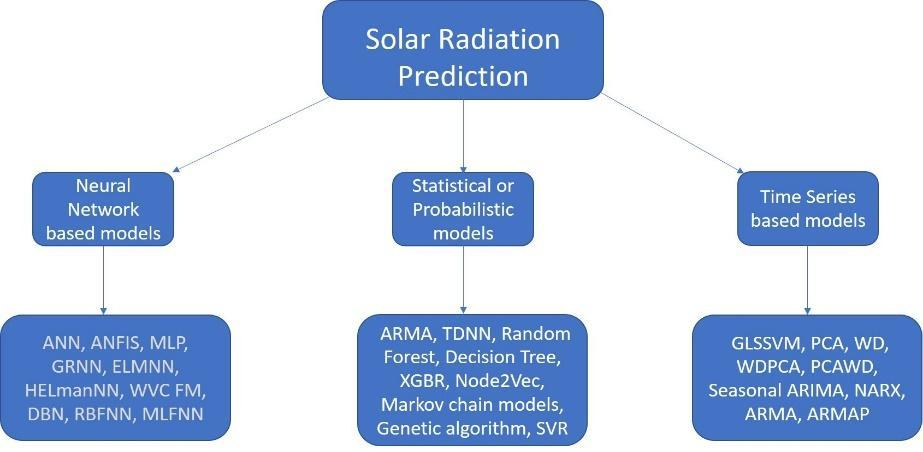 Solar Radiation
Prediction
Neural
Network
based models
Statistical or
Probabilistic
models
Time Series
based models
ANN, ANFIS, MLP,
GRNN, ELMNN,
HELmanNN, WVC FM,
DBN, RBFNN, MLFNN
ARMA, TDNN, Random
Forest, Decision Tree,
XGBR, Node2Vec,
Markov chain models,
Genetic algorithm, SVR
GLSSVM, PCA, WD,
WDPCA, PCAWD,
Seasonal ARIMA, NARX,
ARMA, ARMAP